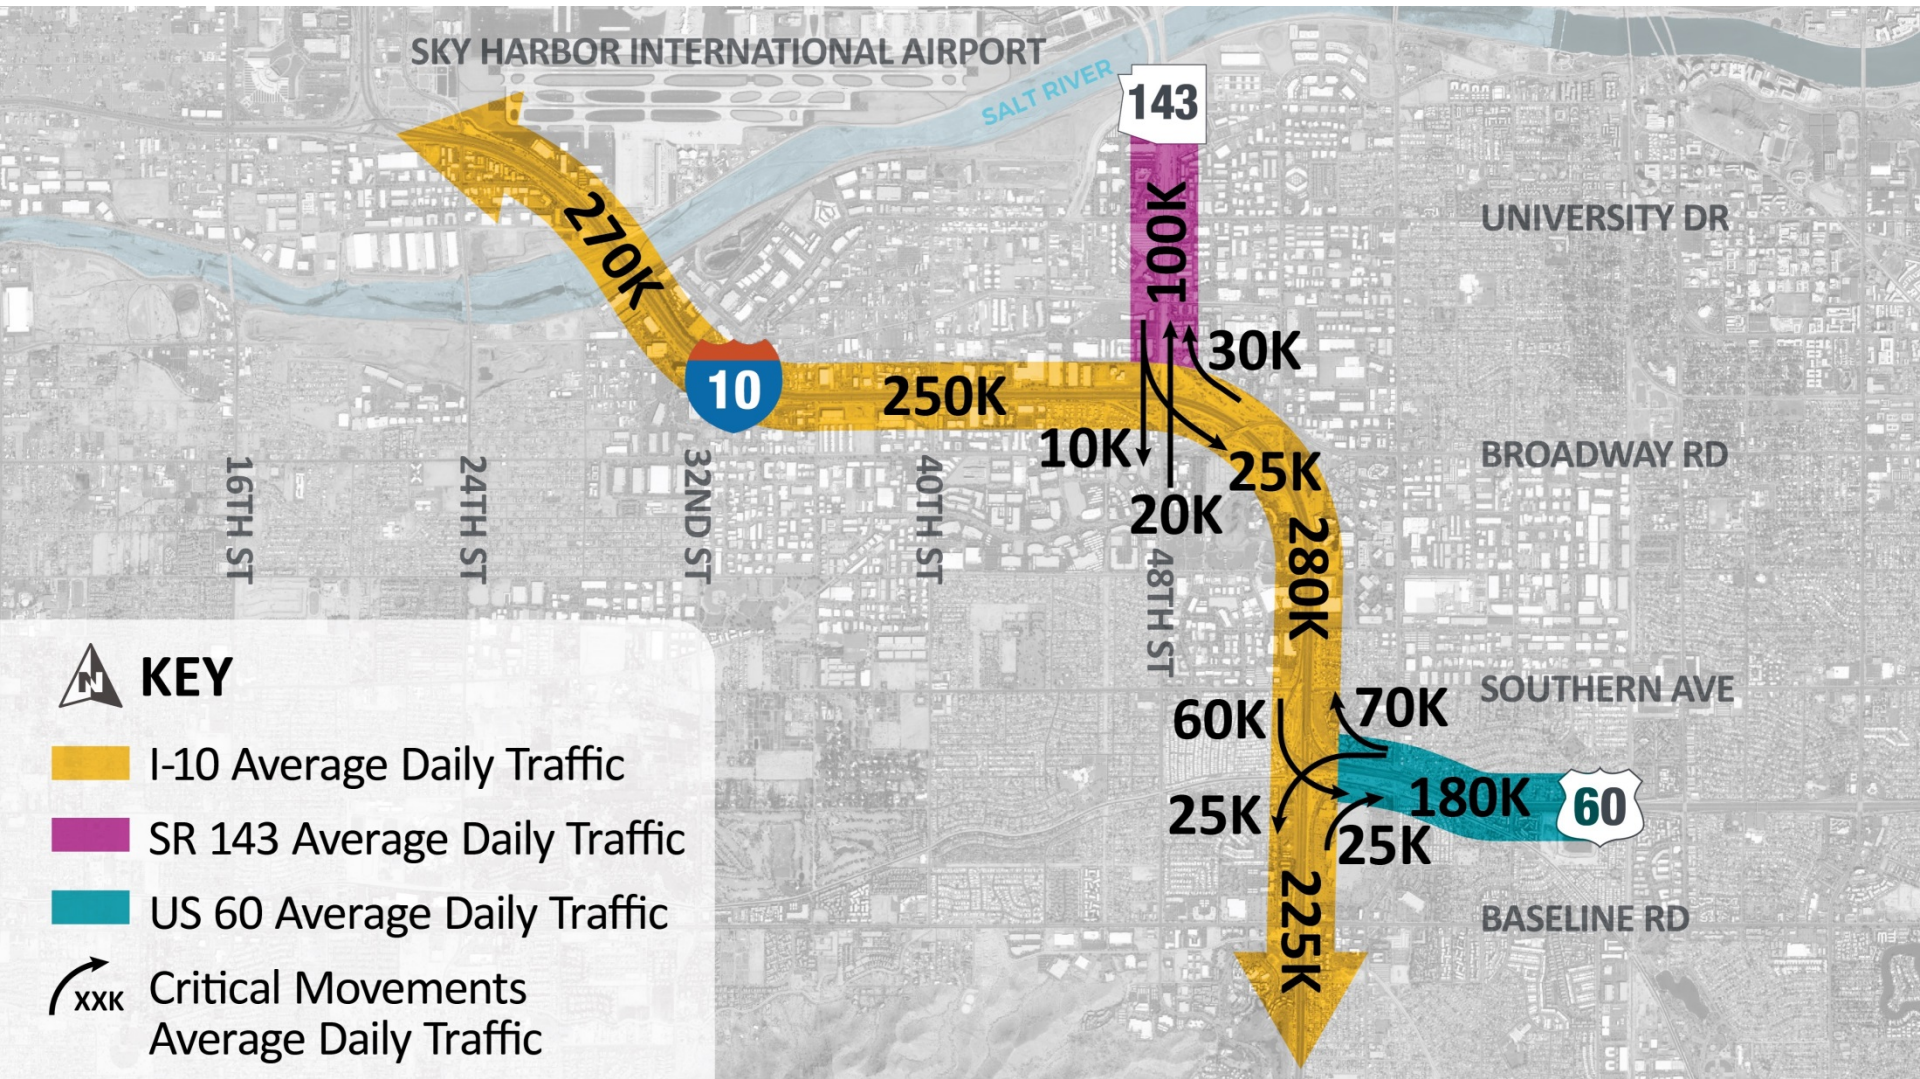 SKY HARBOR INTERNATIONAL AIRPORT
SALT RIVER
143
100K
UNIVERSITY DR
270K
30K
10
250K
10K
25K
20K
BROADWAY RD
16TH ST
24TH ST
32ND ST
40TH ST
48TH ST
280K
SOUTHERN AVE
60K
70K
25K
180K
60
25K
225K
BASELINE RD
N
KEY
I-10 Average Daily Traffic
SR 143 Average Daily Traffic
US 60 Average Daily Traffic
XXK
Critical Movements
Average Daily Traffic